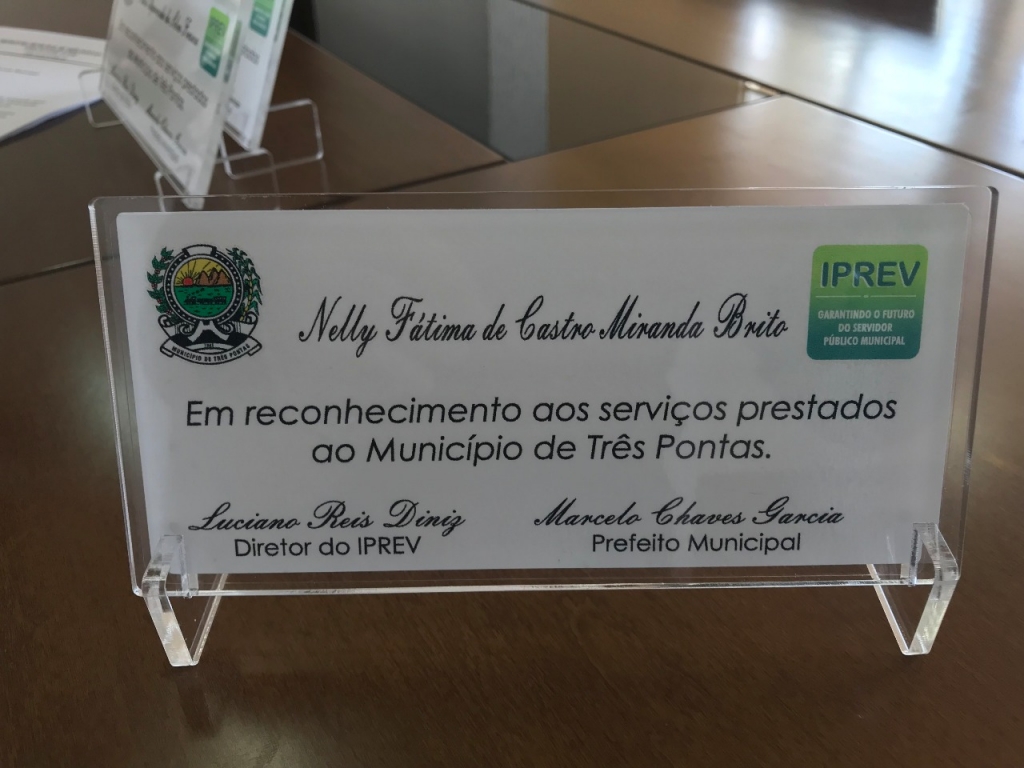 Nelly Fátima de Castro Miranda Brito
IPREV
GARANTINDO O FUTURO
DO SERVIDOR
PÚBLICO MUNICIPAL
MUNICÍPIO DE TRÊS PONTAS
Em reconhecimento aos serviços prestados
ao Município de Três Pontas.
Luciano Reis Diniz
Diretor do IPREV
Marcelo Chaves Garcia
Prefeito Municipal